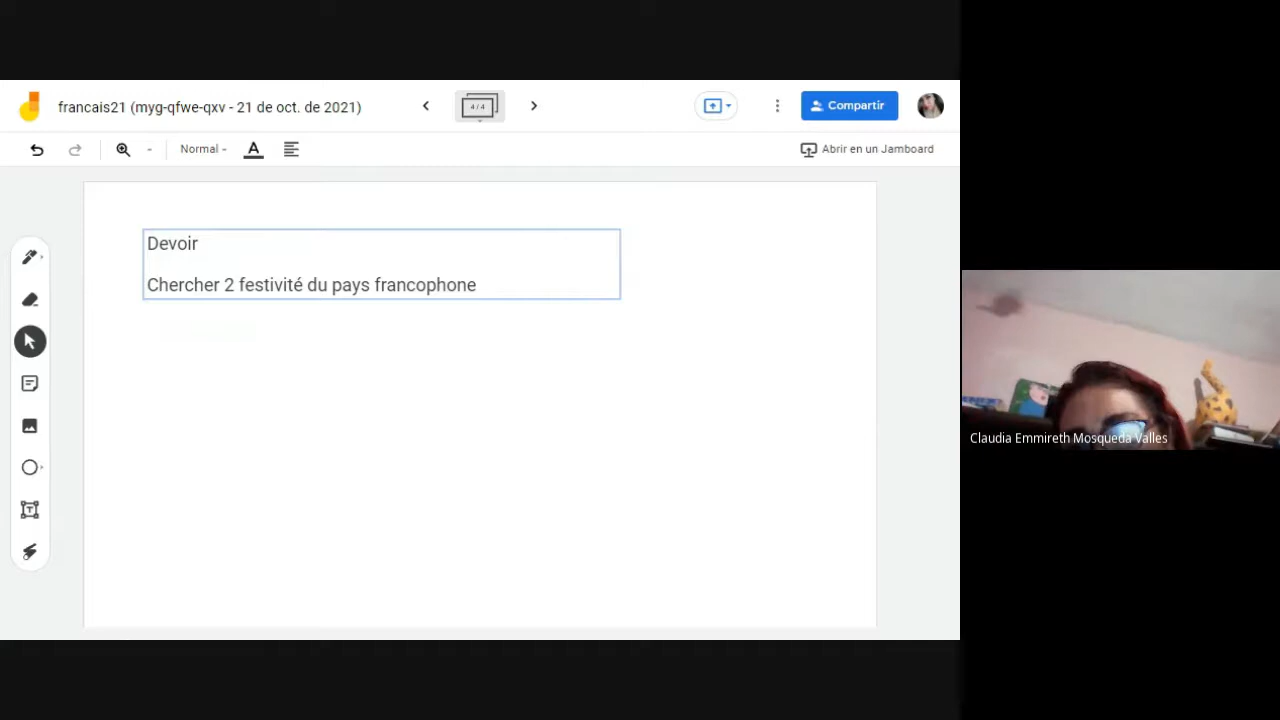 francais21 (myg-qfwe-qxv - 21 de oct. de 2021)
4 / 4
Compartir
Normal
A
Abrir en un Jamboard
Devoir
Chercher 2 festivité du pays francophone
T
Claudia Emmireth Mosqueda Valles